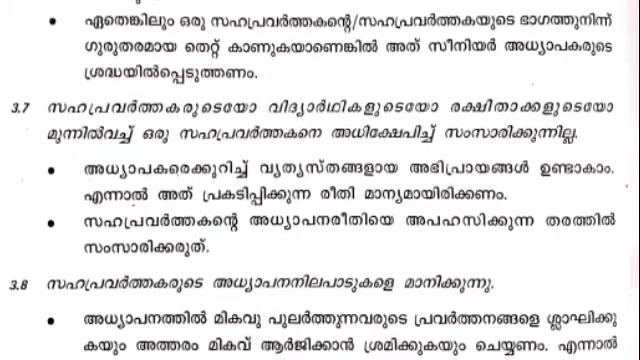 • ഏതെങ്കിലും ഒരു സഹപ്രവർത്തകന്റെ/സഹപ്രവർത്തകയുടെ ഭാഗത്തുനിന്ന്
ഗുരുതരമായ തെറ്റ് കാണുകയാണെങ്കിൽ അത് സീനിയർ അധ്യാപകരുടെ
ശ്രദ്ധയിൽപ്പെടുത്തണം.
3.7 സഹപ്രവർത്തകരുടെയോ വിദ്യാർഥികളുടെയോ രക്ഷിതാക്കളുടെയോ
മുന്നിൽവച്ച് ഒരു സഹപ്രവർത്തകനെ അധിക്ഷേപിച്ച് സംസാരിക്കുന്നില്ല.
• അധ്യാപകരെക്കുറിച്ച് വ്യത്യസ്തങ്ങളായ അഭിപ്രായങ്ങൾ ഉണ്ടാകാം.
എന്നാൽ അത് പ്രകടിപ്പിക്കുന്ന രീതി മാന്യമായിരിക്കണം.
• സഹപ്രവർത്തകന്റെ അധ്യാപനരീതിയെ അപഹസിക്കുന്ന തരത്തിൽ
സംസാരിക്കരുത്.
3.8 സഹപ്രവർത്തകരുടെ അധ്യാപനനിലപാടുകളെ മാനിക്കുന്നു.
• അധ്യാപനത്തിൽ മികവു പുലർത്തുന്നവരുടെ പ്രവർത്തനങ്ങളെ ശ്ലാഘിക്കു
കയും അത്തരം മികവ് ആർജിക്കാൻ ശ്രമിക്കുകയും ചെയ്യണം. എന്നാൽ